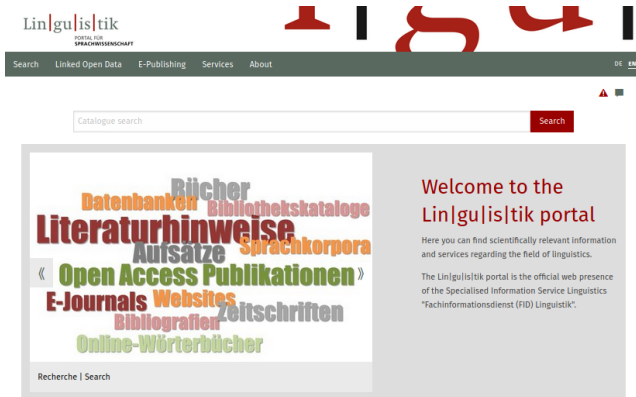 Lin|gu|is|tik
PORTAL FÜR
SPRACHWISSENSCHAFT
Search Linked Open Data E-Publishing Services About
DE EN
Catalogue search
Search
Bücher
Datenbanken
Bibliothekskataloge
Literaturhinweise
Aufsätze
Sprachkorpora
« Open Access Publikationen »
E-Journals Websites
Zeitschriften
Bibliografien
Online-Wörterbücher
Recherche | Search
Welcome to the
Lin|gu|is|tik portal
Here you can find scientifically relevant information
and services regarding the field of linguistics.
The Lin|gu|is|tik portal is the official web presence
of the Specialised Information Service Linguistics
"Fachinformationsdienst (FID) Linguistik".